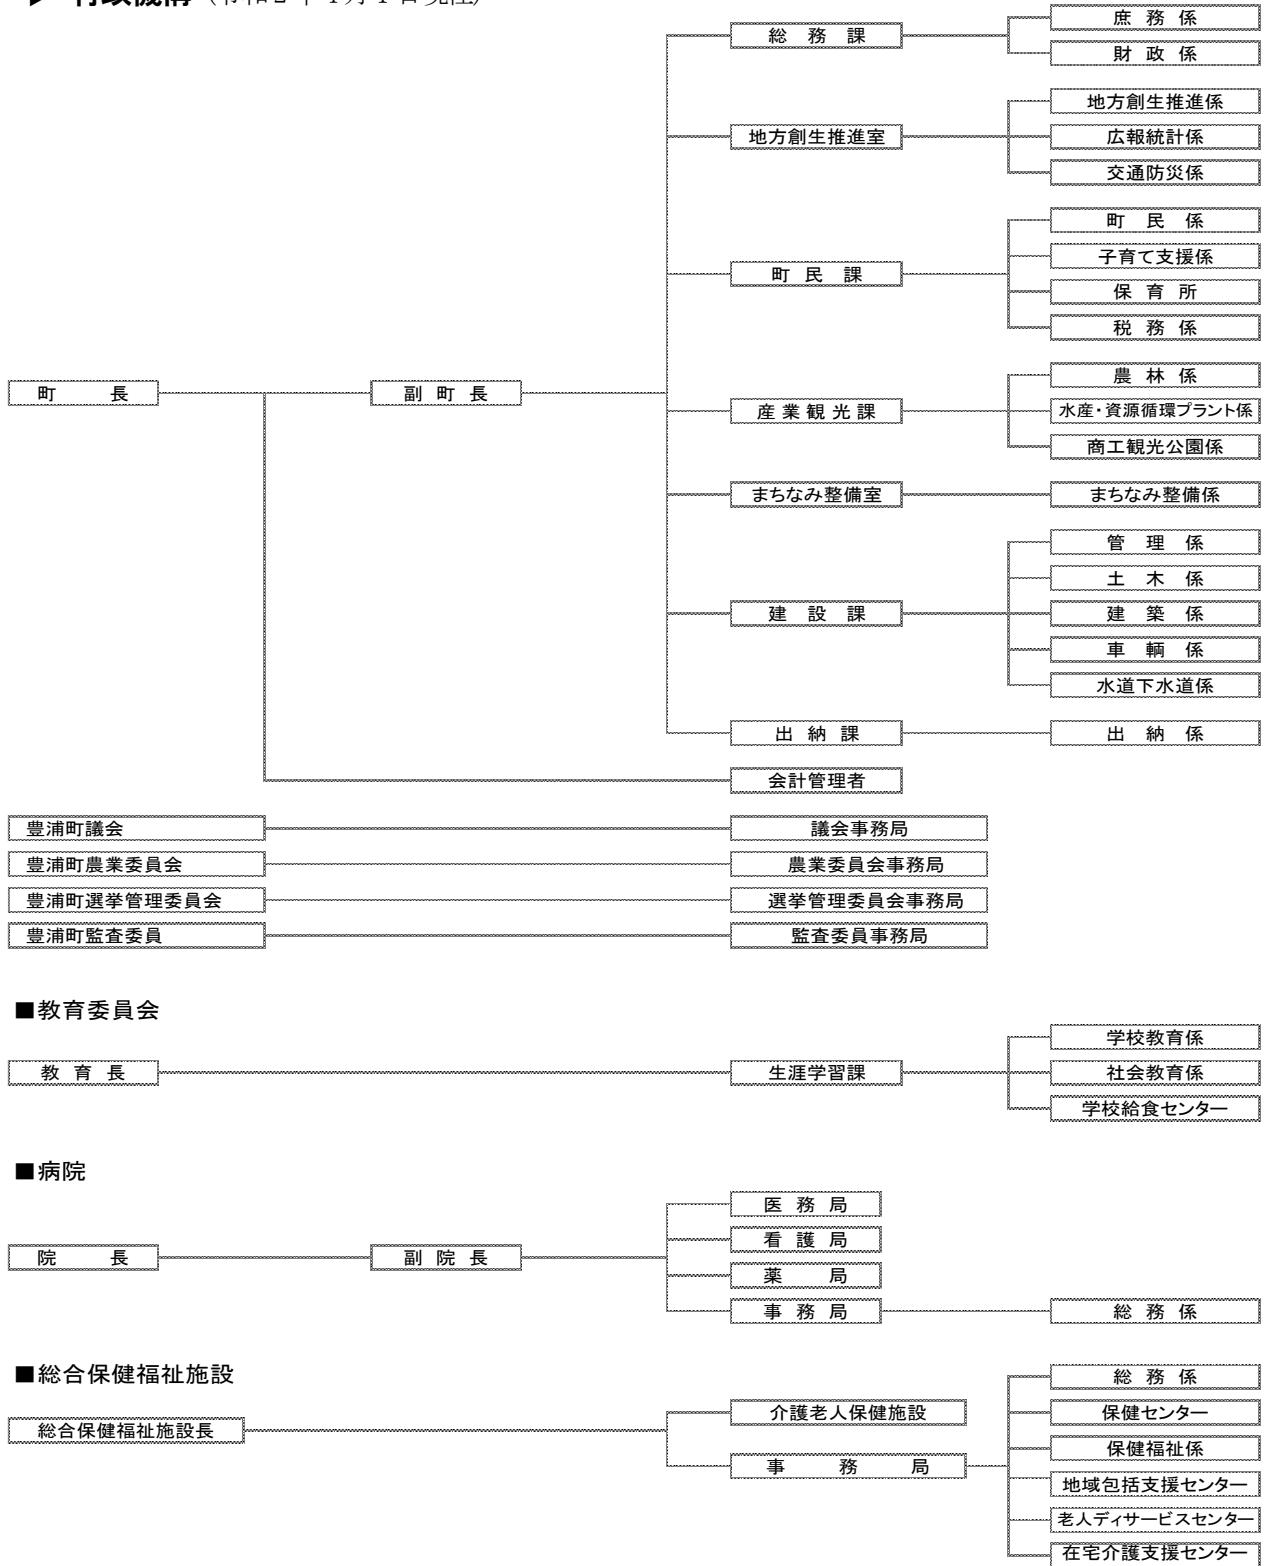 ▶ 行政機構（令和２年４月１日現在）
総務課
庶務係
財政係
地方創生推進室
地方創生推進係
広報統計係
交通防災係
町民課
町民係
子育て支援係
保育所
税務係
町長
副町長
産業観光課
農林係
水産・資源循環プラント係
商工観光公園係
まちなみ整備室
まちなみ整備係
建設課
管理係
土木係
建築係
車輌係
水道下水道係
出納課
出納係
会計管理者
豊浦町議会
議会事務局
豊浦町農業委員会
農業委員会事務局
豊浦町選挙管理委員会
選挙管理委員会事務局
豊浦町監査委員
監査委員事務局
■教育委員会
教育長
生涯学習課
学校教育係
社会教育係
学校給食センター
■病院
院長
副院長
医務局
看護局
薬局
事務局
総務係
■総合保健福祉施設
総合保健福祉施設長
介護老人保健施設
事務局
総務係
保健センター
保健福祉係
地域包括支援センター
老人ディサービスセンター
在宅介護支援センター